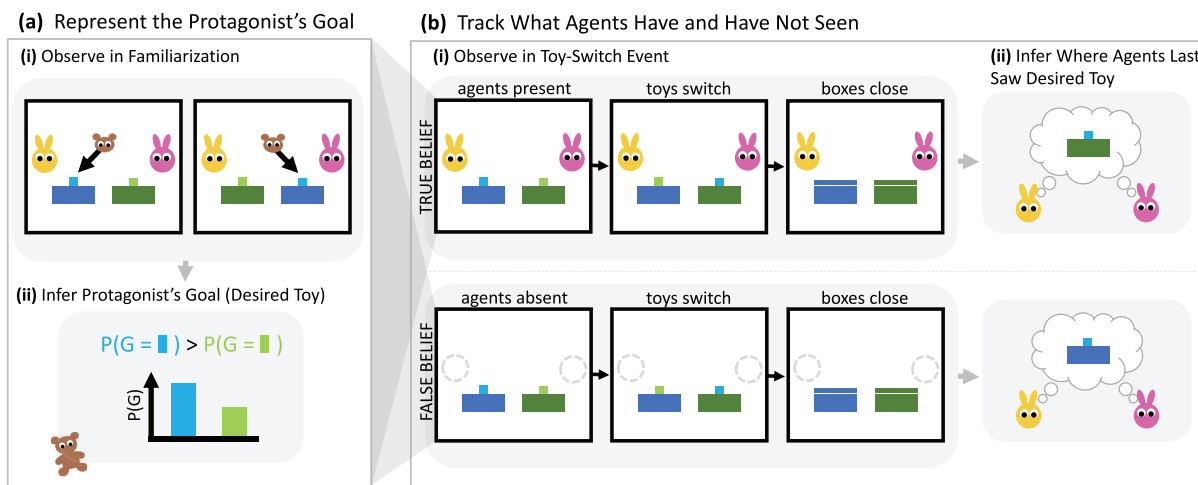 (a) Represent the Protagonist's Goal
(i) Observe in Familiarization
(ii) Infer Protagonist's Goal (Desired Toy)
P(G = ) > P(G = )
P(G)
(b) Track What Agents Have and Have Not Seen
(i) Observe in Toy-Switch Event
TRUE BELIEF
agents present
toys switch
boxes close
FALSE BELIEF
agents absent
toys switch
boxes close
(ii) Infer Where Agents Last
Saw Desired Toy